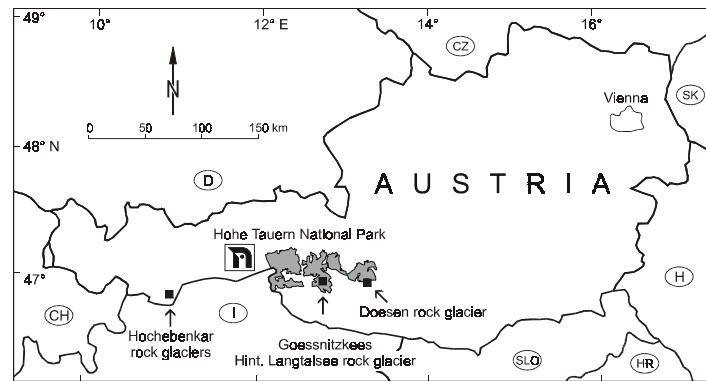 49°
10°
12° E
14°
16°
CZ
N
SK
Vienna
0 50 100 150 km
48° N
D
A U S T R I A
Hohe Tauern National Park
47°
H
CH
I
Doesen rock glacier
Hochebenkar
rock glaciers
Goessnitzkees
Hint. Langtalsee rock glacier
SLO
HR